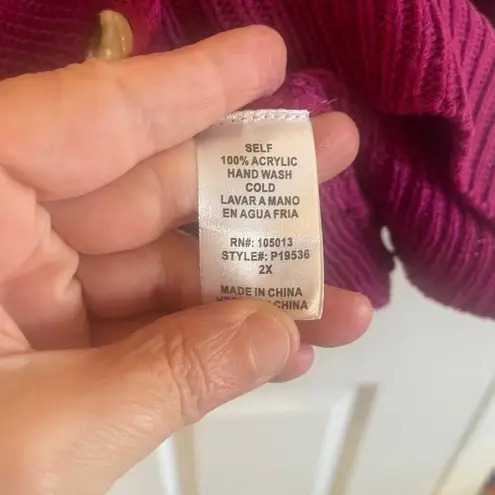 SELF
100% ACRYLIC
HAND WASH
COLD
LAVAR A MANO
EN AGUA FRIA
RN#: 105013
STYLE#: P19536
2X
MADE IN CHINA
CHINA